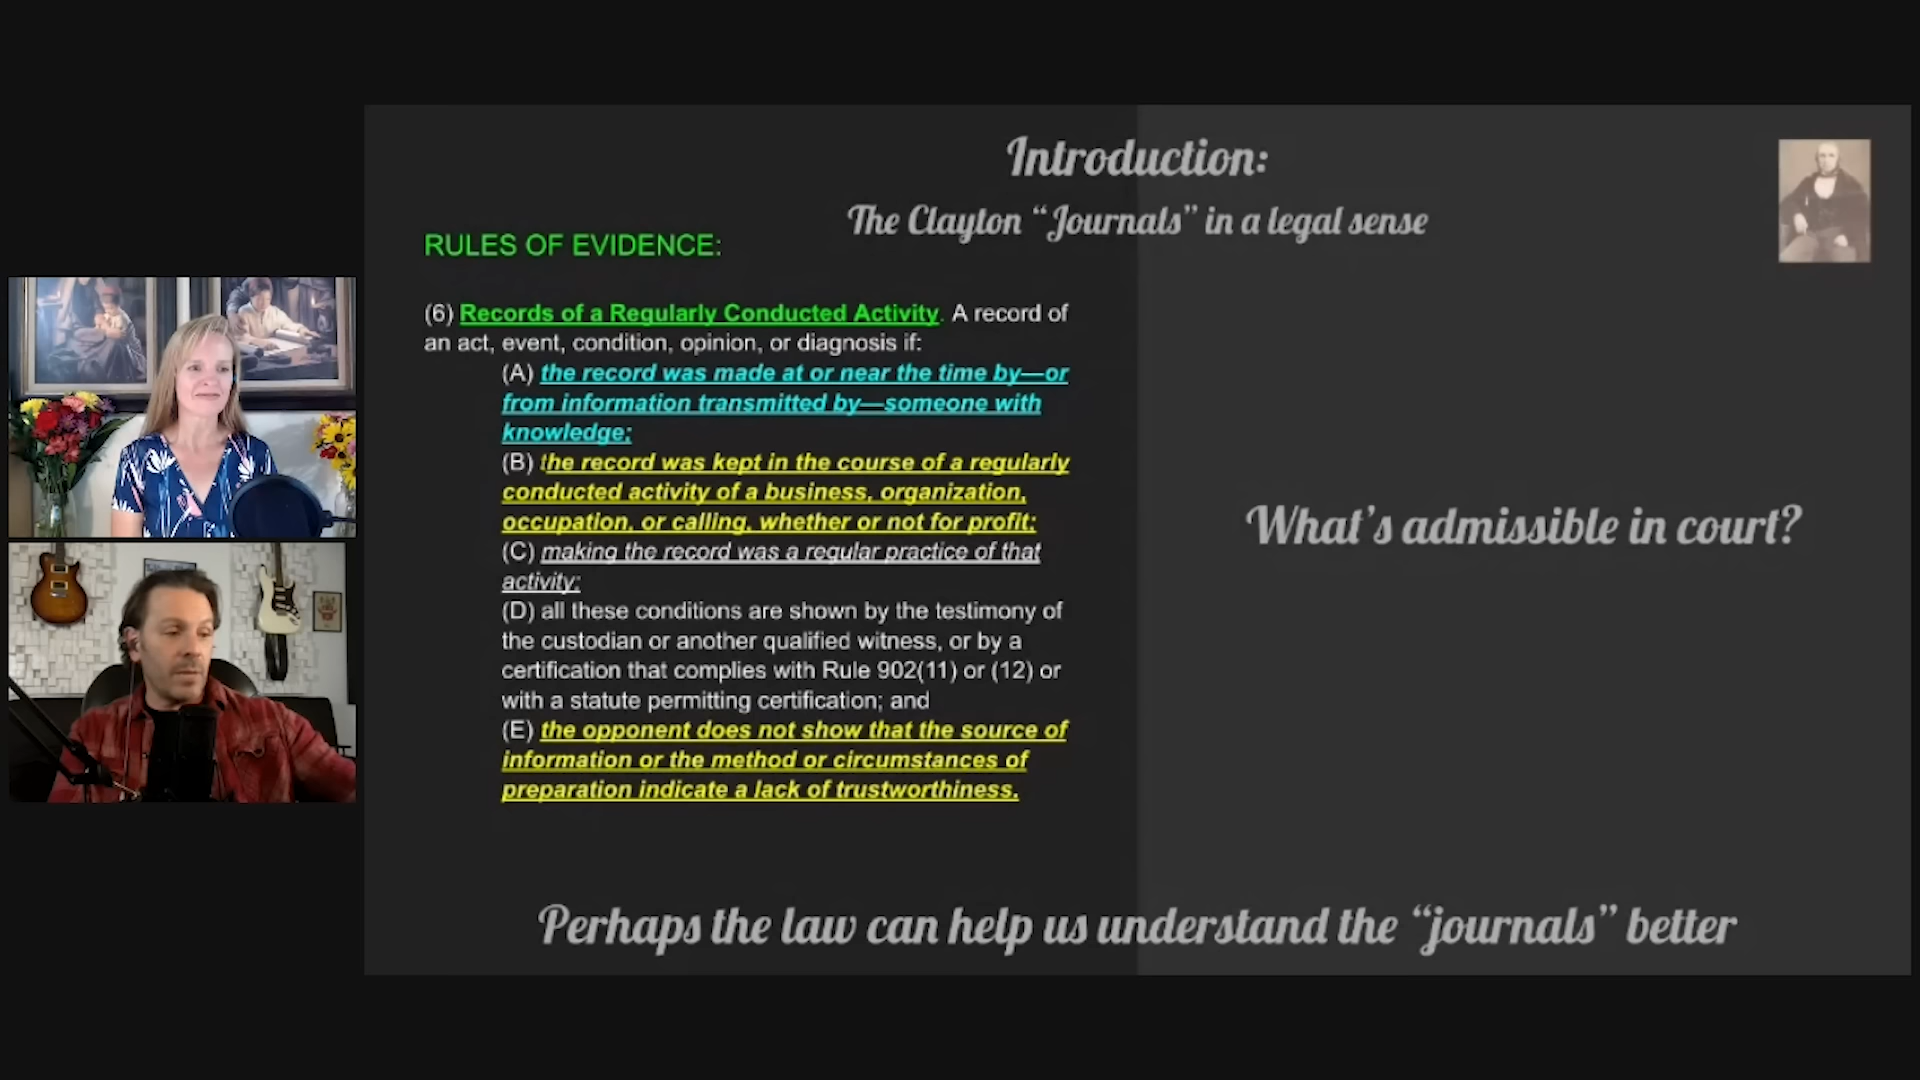 Introduction:
The Clayton “Journals” in a legal sense
RULES OF EVIDENCE:
(6) Records of a Regularly Conducted Activity. A record of
an act, event, condition, opinion, or diagnosis if:
(A) the record was made at or near the time by—or
from information transmitted by—someone with
knowledge;
(B) the record was kept in the course of a regularly
conducted activity of a business, organization,
occupation, or calling, whether or not for profit;
(C) making the record was a regular practice of that
activity;
(D) all these conditions are shown by the testimony of
the custodian or another qualified witness, or by a
certification that complies with Rule 902(11) or (12) or
with a statute permitting certification; and
(E) the opponent does not show that the source of
information or the method or circumstances of
preparation indicate a lack of trustworthiness.
What’s admissible in court?
Perhaps the law can help us understand the “journals” better